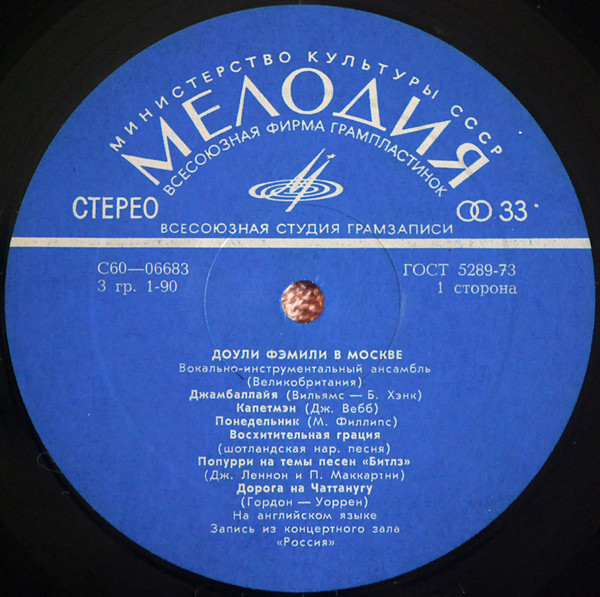 МИНИСТЕРСТВО КУЛЬТУРЫ СССР
МЕЛОДИЯ
ВСЕСОЮЗНАЯ ФИРМА ГРАМПЛАСТИНОК
СТЕРЕО
33
ВСЕСОЮЗНАЯ СТУДИЯ ГРАМЗАПИСИ
С60—06683
ГОСТ 5289-73
3 гр. 1-90
1 сторона
ДОУЛИ ФЭМИЛИ В МОСКВЕ
Вокально-инструментальный ансамбль
(Великобритания)
Джамбаллайя (Вильямс — Б. Хэнк)
Капетмэн (Дж. Вебб)
Понедельник (М. Филлипс)
Восхитительная грация
(шотландская нар. песня)
Попурри на темы песен «Битлз»
(Дж. Леннон и П. Маккартни)
Дорога на Чаттанугу
(Гордон — Уоррен)
На английском языке
Запись из концертного зала
«Россия»